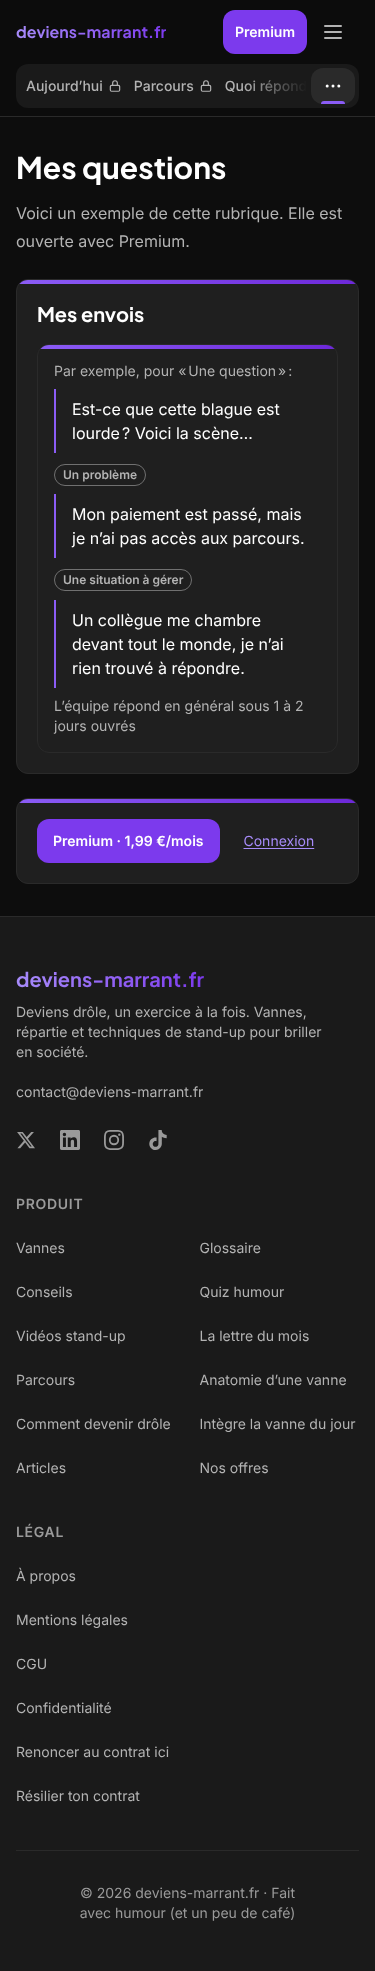 deviens-marrant.fr
Premium
Aujourd’hui
Parcours
Quoi répond
Mes questions
Voici un exemple de cette rubrique. Elle est
ouverte avec Premium.
Mes envois
Par exemple, pour « Une question » :
Est-ce que cette blague est
lourde ? Voici la scène…
Un problème
Mon paiement est passé, mais
je n’ai pas accès aux parcours.
Une situation à gérer
Un collègue me chambre
devant tout le monde, je n’ai
rien trouvé à répondre.
L’équipe répond en général sous 1 à 2
jours ouvrés
Premium · 1,99 €/mois
Connexion
deviens-marrant.fr
Deviens drôle, un exercice à la fois. Vannes,
répartie et techniques de stand-up pour briller
en société.
contact@deviens-marrant.fr
PRODUIT
Vannes
Glossaire
Conseils
Quiz humour
Vidéos stand-up
La lettre du mois
Parcours
Anatomie d’une vanne
Comment devenir drôle
Intègre la vanne du jour
Articles
Nos offres
LÉGAL
À propos
Mentions légales
CGU
Confidentialité
Renoncer au contrat ici
Résilier ton contrat
© 2026 deviens-marrant.fr · Fait
avec humour (et un peu de café)